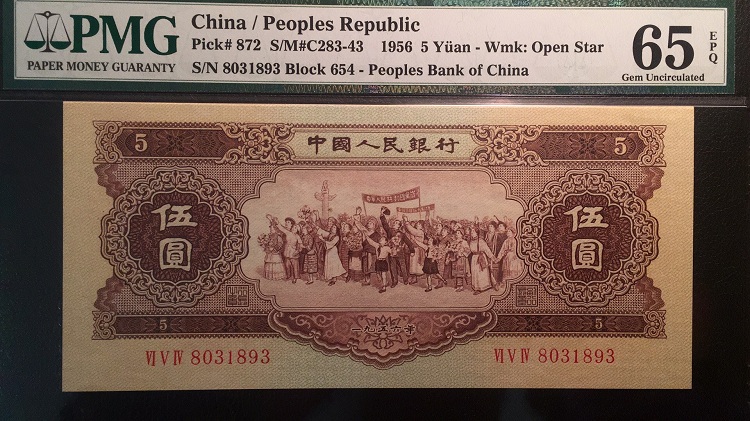 PMG
PAPER MONEY GUARANTY
China / Peoples Republic
Pick# 872 S/M#C283-43 1956 5 Yüan - Wmk: Open Star
S/N 8031893 Block 654 - Peoples Bank of China
65 EPQ
Gem Uncirculated
5 中國人民銀行 5
伍圓 伍圓
5 一九五六年 5
VI V IV 8031893 VI V IV 8031893